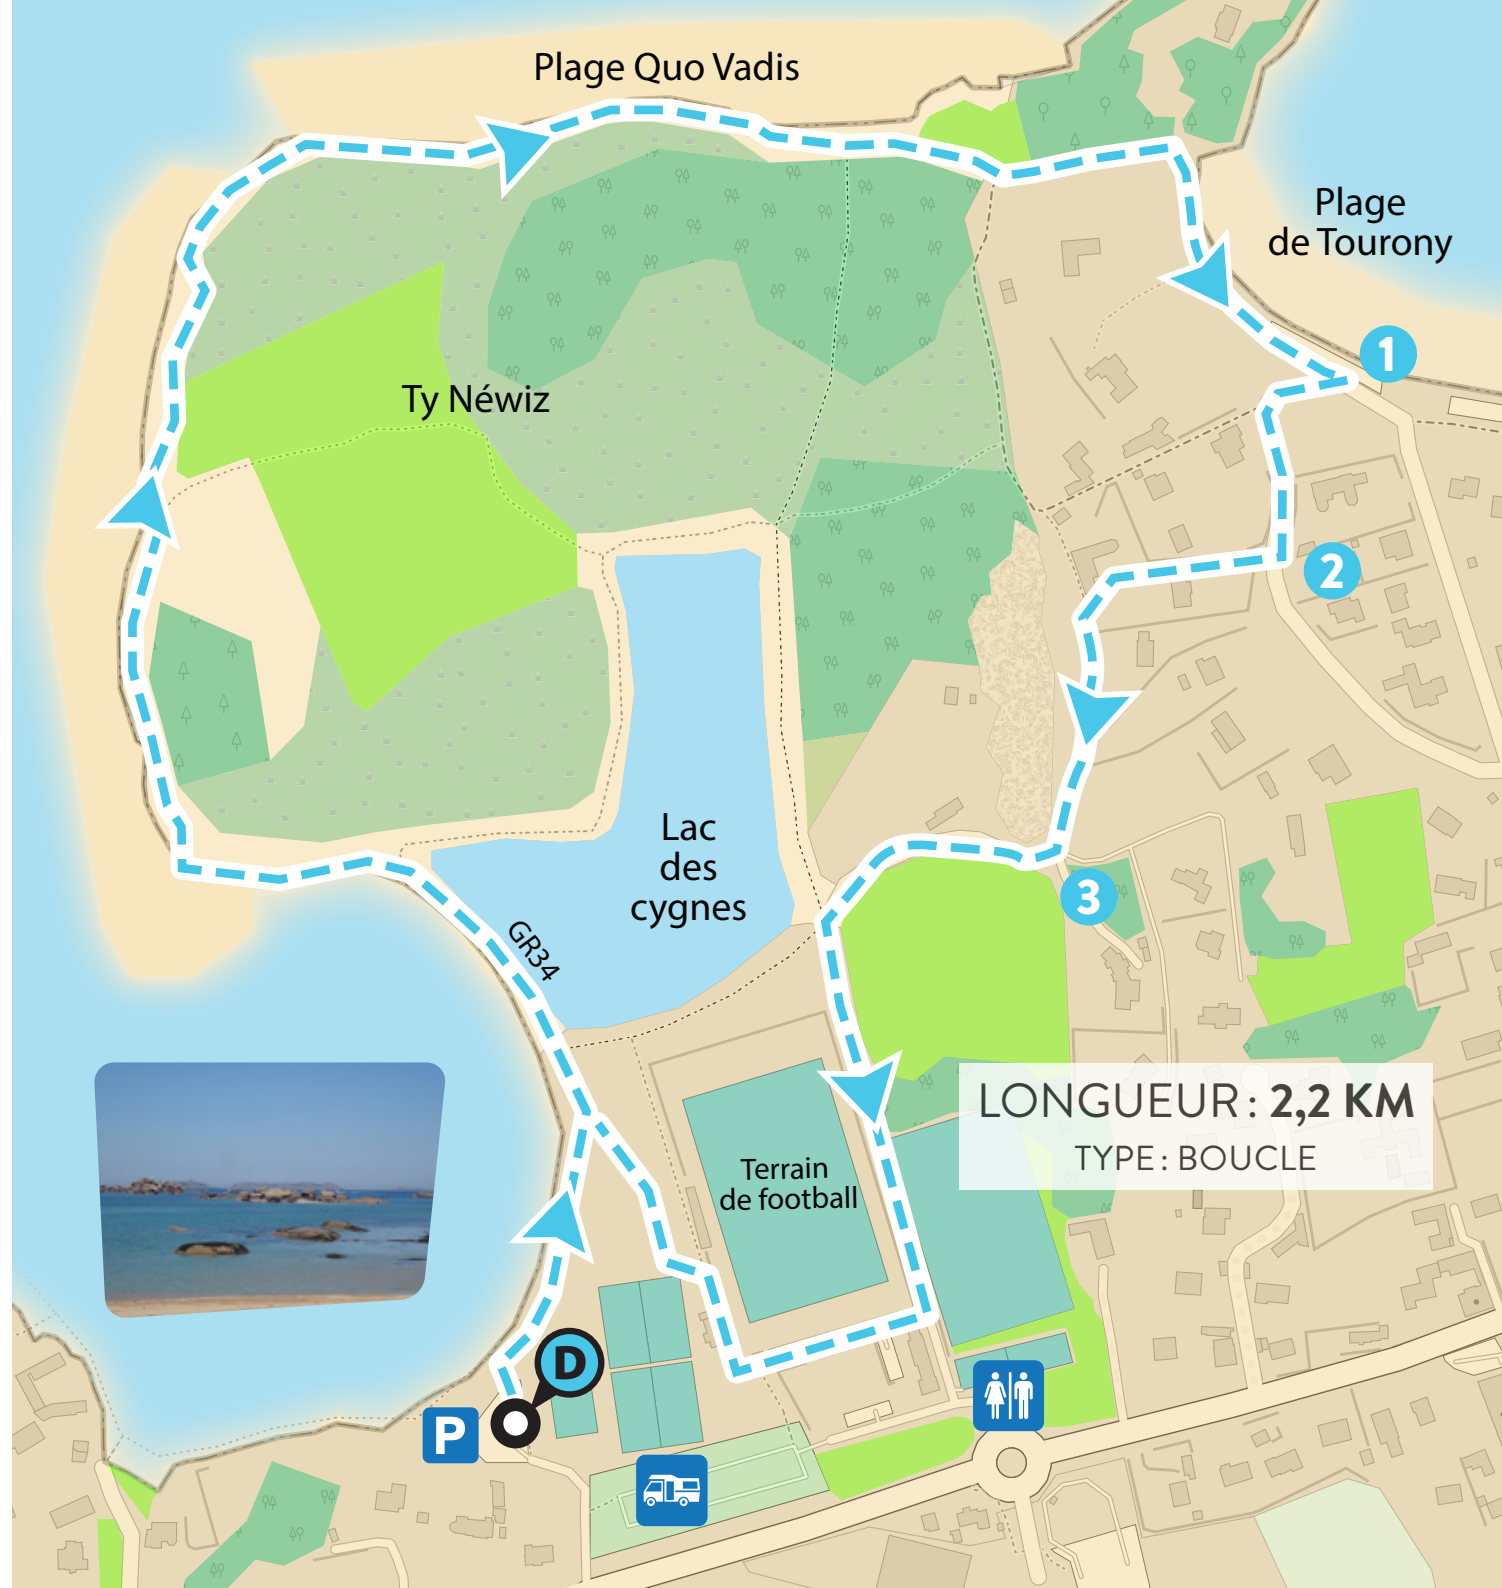 Plage Quo Vadis
Plage
de Tourony
1
Ty Néwiz
2
Lac
des
cygnes
3
GR34
LONGUEUR : 2,2 KM
TYPE : BOUCLE
Terrain
de football
D
P